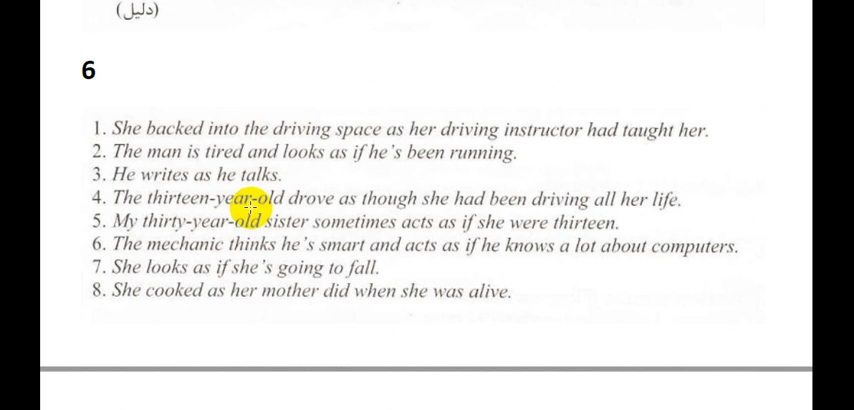 (دلیل)
6
1. She backed into the driving space as her driving instructor had taught her.
2. The man is tired and looks as if he's been running.
3. He writes as he talks.
4. The thirteen-year-old drove as though she had been driving all her life.
5. My thirty-year-old sister sometimes acts as if she were thirteen.
6. The mechanic thinks he's smart and acts as if he knows a lot about computers.
7. She looks as if she's going to fall.
8. She cooked as her mother did when she was alive.